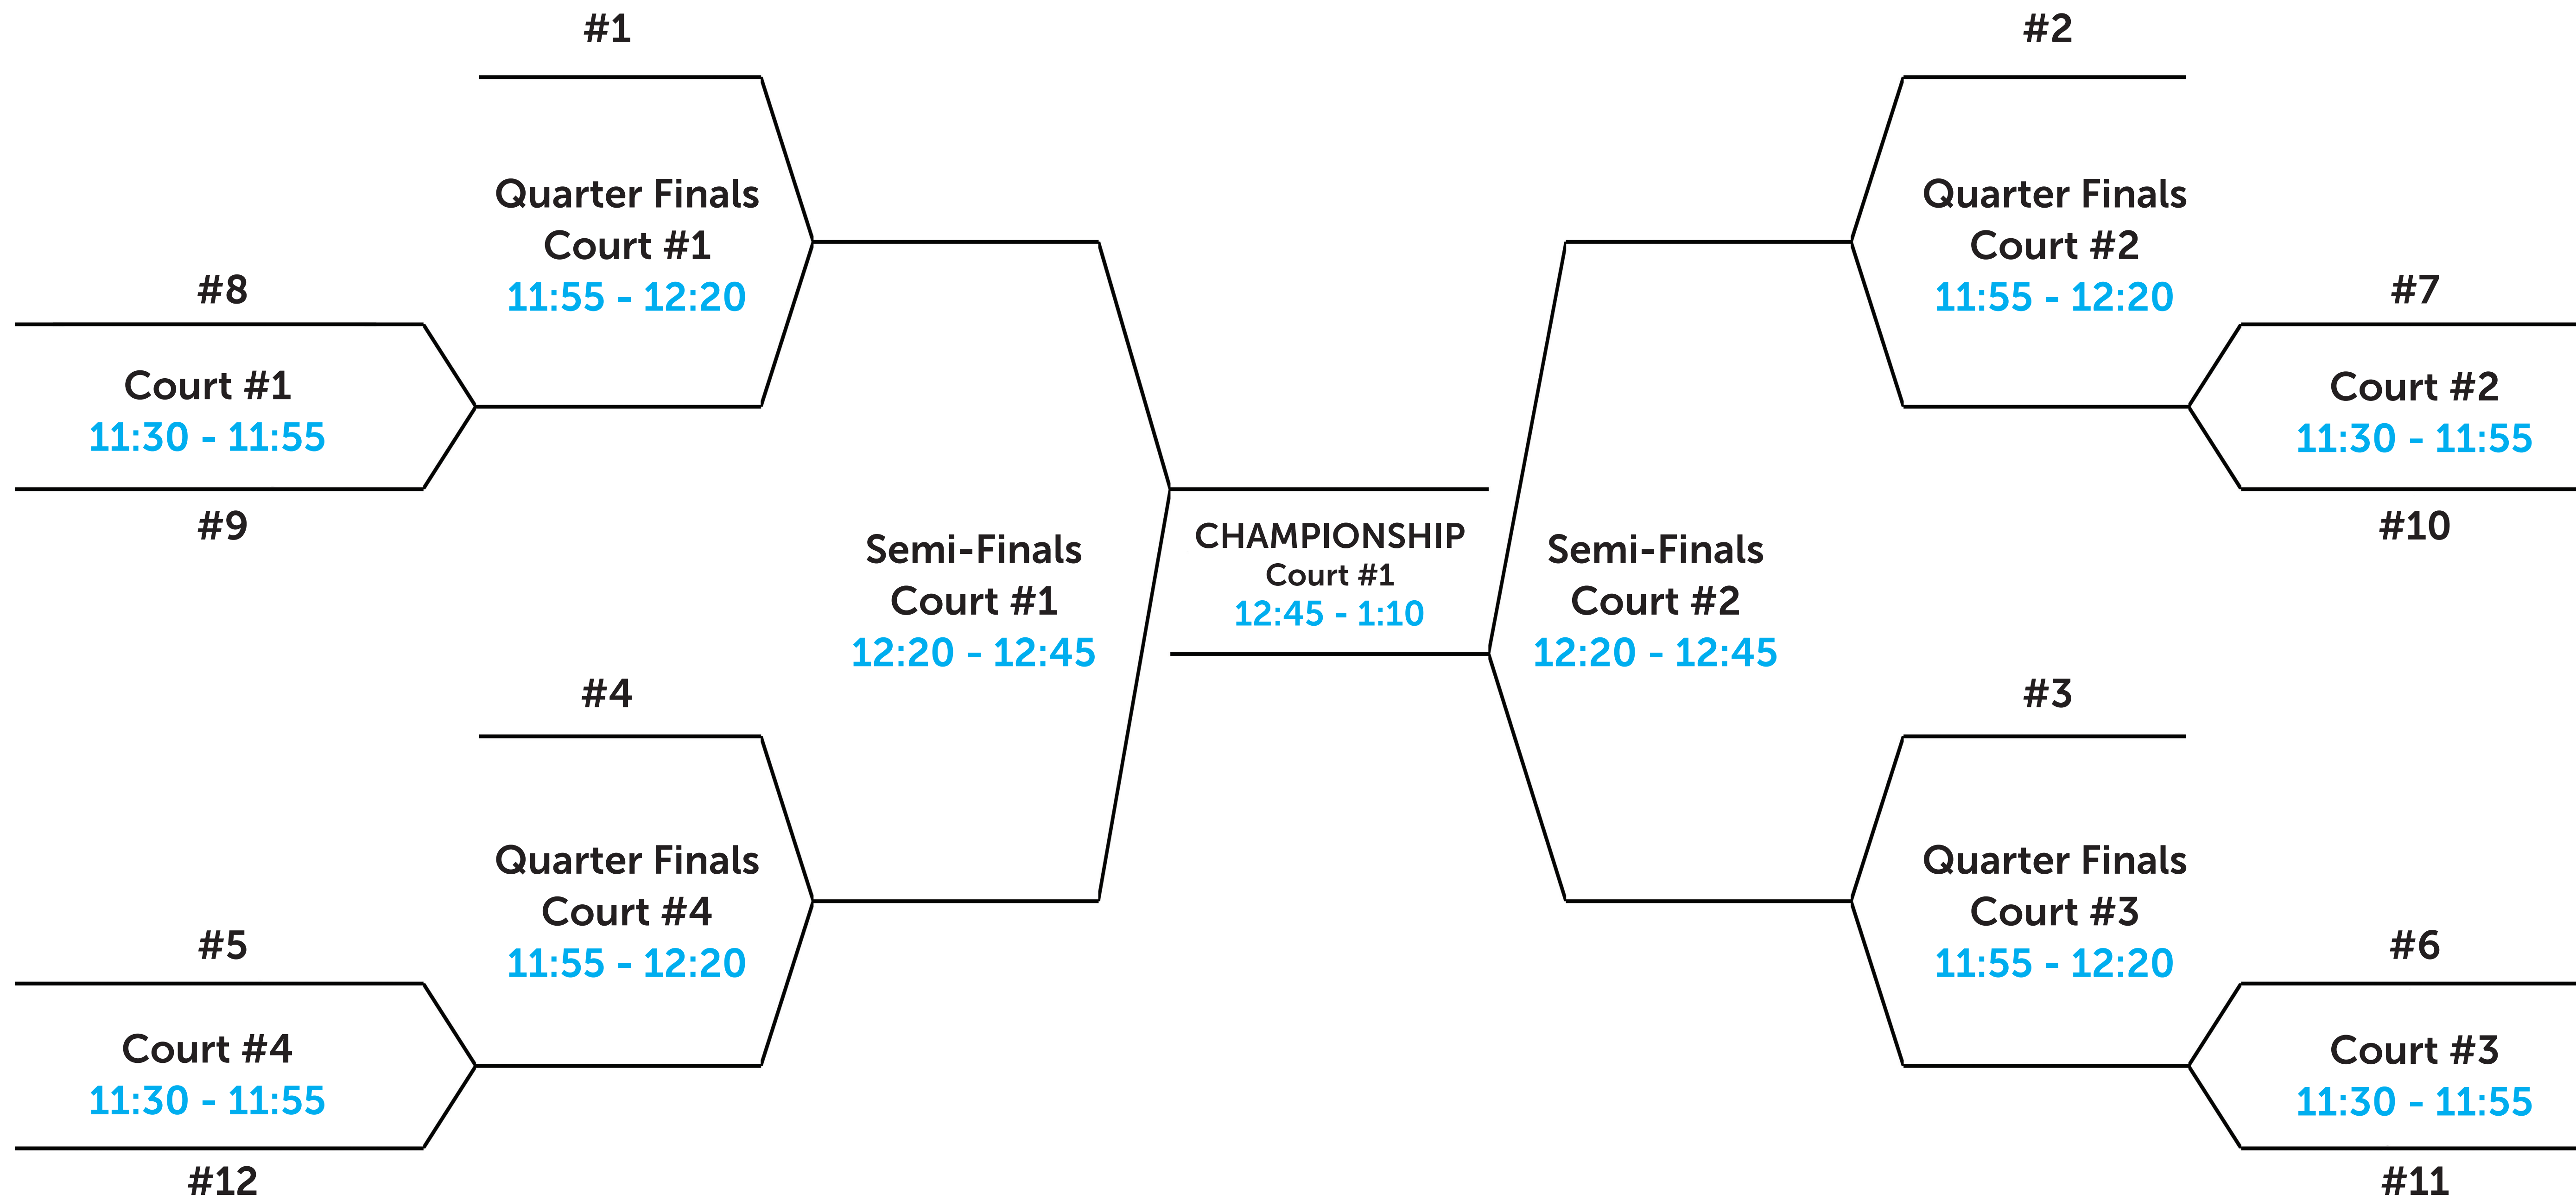 #1
Quarter Finals
Court #1
11:55 - 12:20
#8
Court #1
11:30 - 11:55
#9
Semi-Finals
Court #1
12:20 - 12:45
#4
Quarter Finals
Court #4
11:55 - 12:20
#5
Court #4
11:30 - 11:55
#12
CHAMPIONSHIP
Court #1
12:45 - 1:10
#2
Quarter Finals
Court #2
11:55 - 12:20
#7
Court #2
11:30 - 11:55
#10
Semi-Finals
Court #2
12:20 - 12:45
#3
Quarter Finals
Court #3
11:55 - 12:20
#6
Court #3
11:30 - 11:55
#11